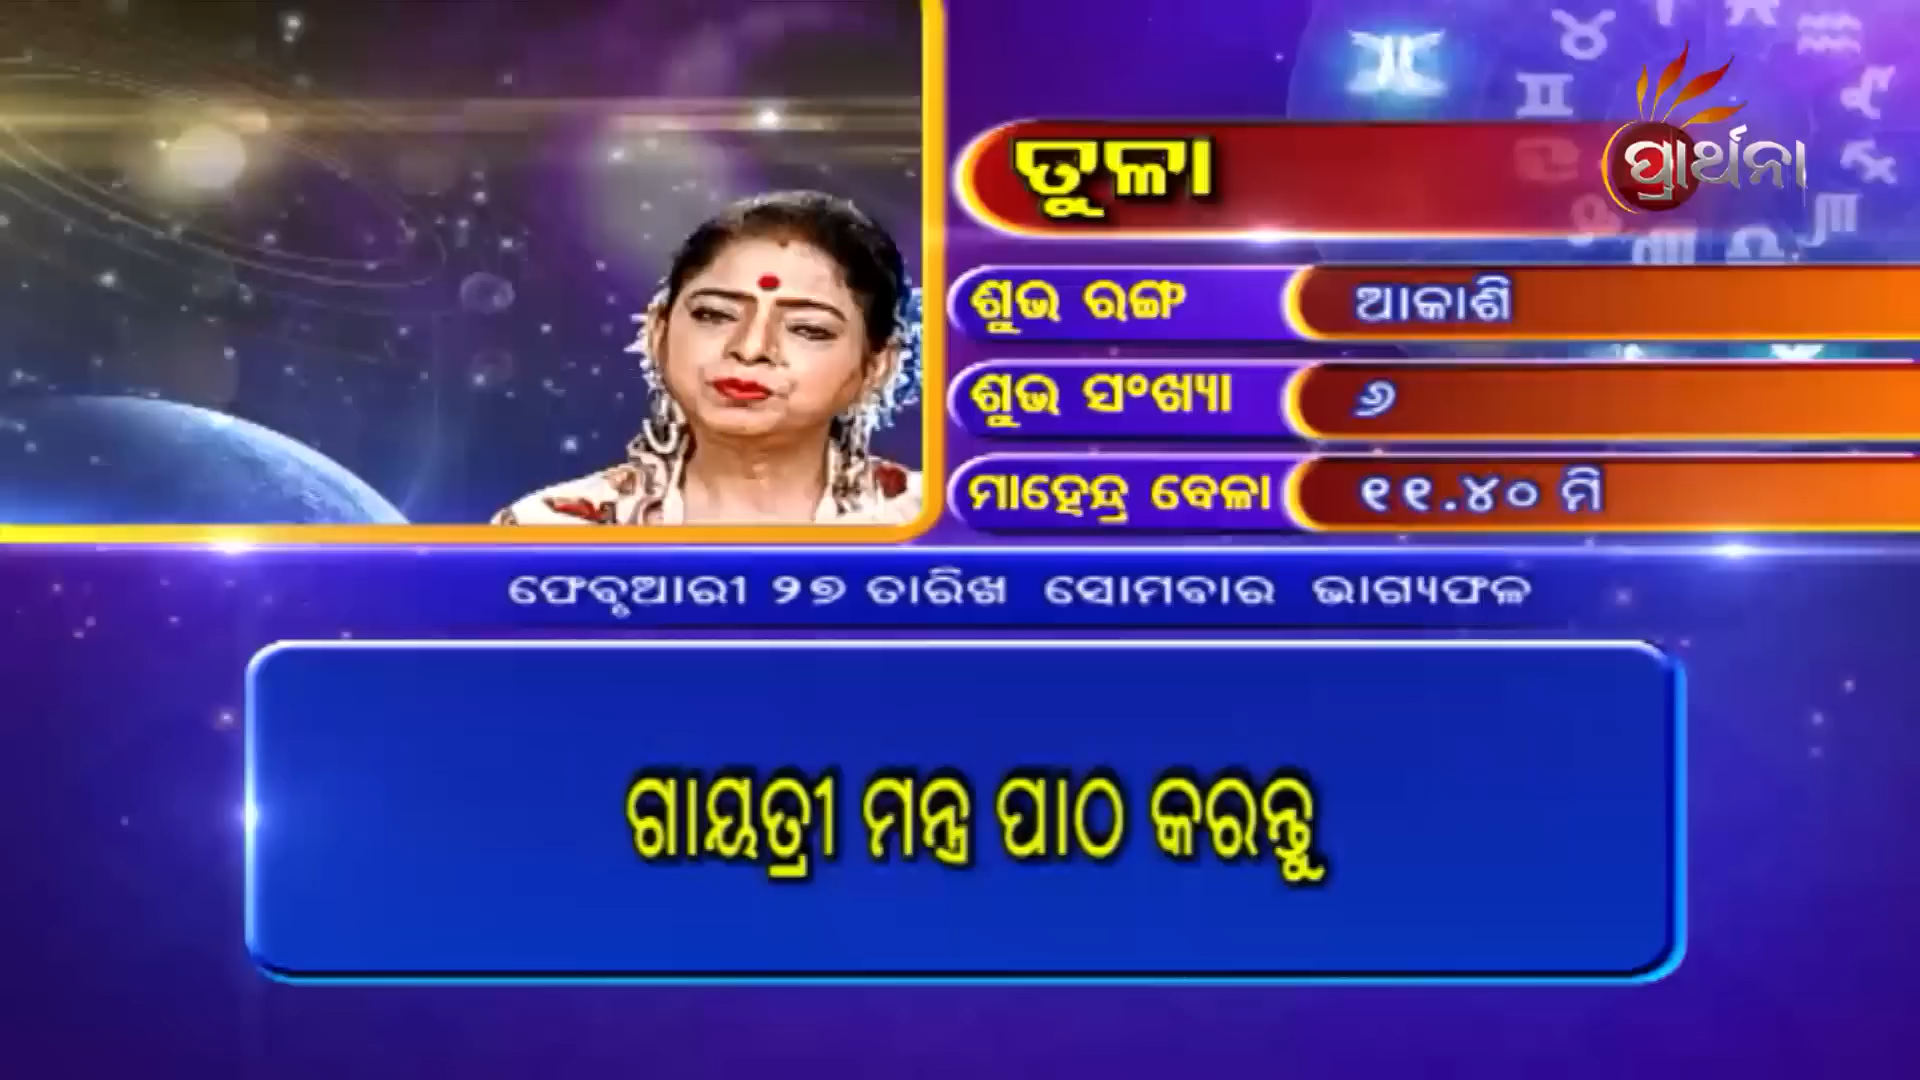 ତୁଳା
ପ୍ରାର୍ଥନା
ଶୁଭ ରଙ୍ଗ ଆକାଶି
ଶୁଭ ସଂଖ୍ୟା ୬
ମାହେନ୍ଦ୍ର ବେଳା ୧୧.୪୦ ମି
ଫେବୃଆରୀ ୨୭ ତାରିଖ ସୋମବାର ଭାଗ୍ୟଫଳ
ଗାୟତ୍ରୀ ମନ୍ତ୍ର ପାଠ କରନ୍ତୁ